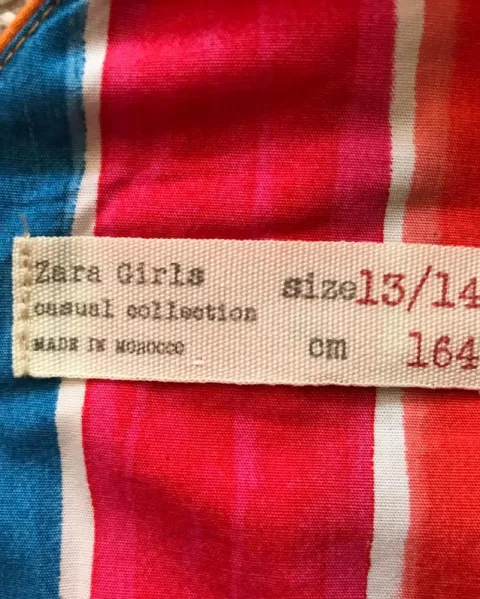 Zara Girls size 13/14
casual collection
MADE IN MOROCCO cm 164